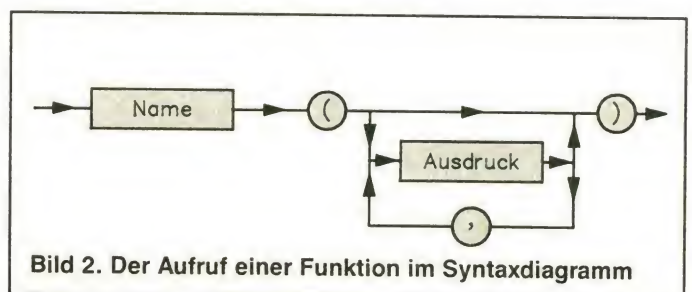 Name ( )
Ausdruck
,
Bild 2. Der Aufruf einer Funktion im Syntaxdiagramm